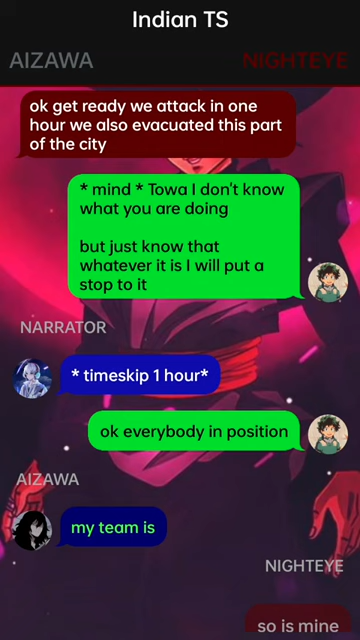 Indian TS
AIZAWA
NIGHTEYE
ok get ready we attack in one
hour we also evacuated this part
of the city
* mind * Towa I don't know
what you are doing
but just know that
whatever it is I will put a
stop to it
NARRATOR
* timeskip 1 hour*
ok everybody in position
AIZAWA
my team is
NIGHTEYE
so is mine